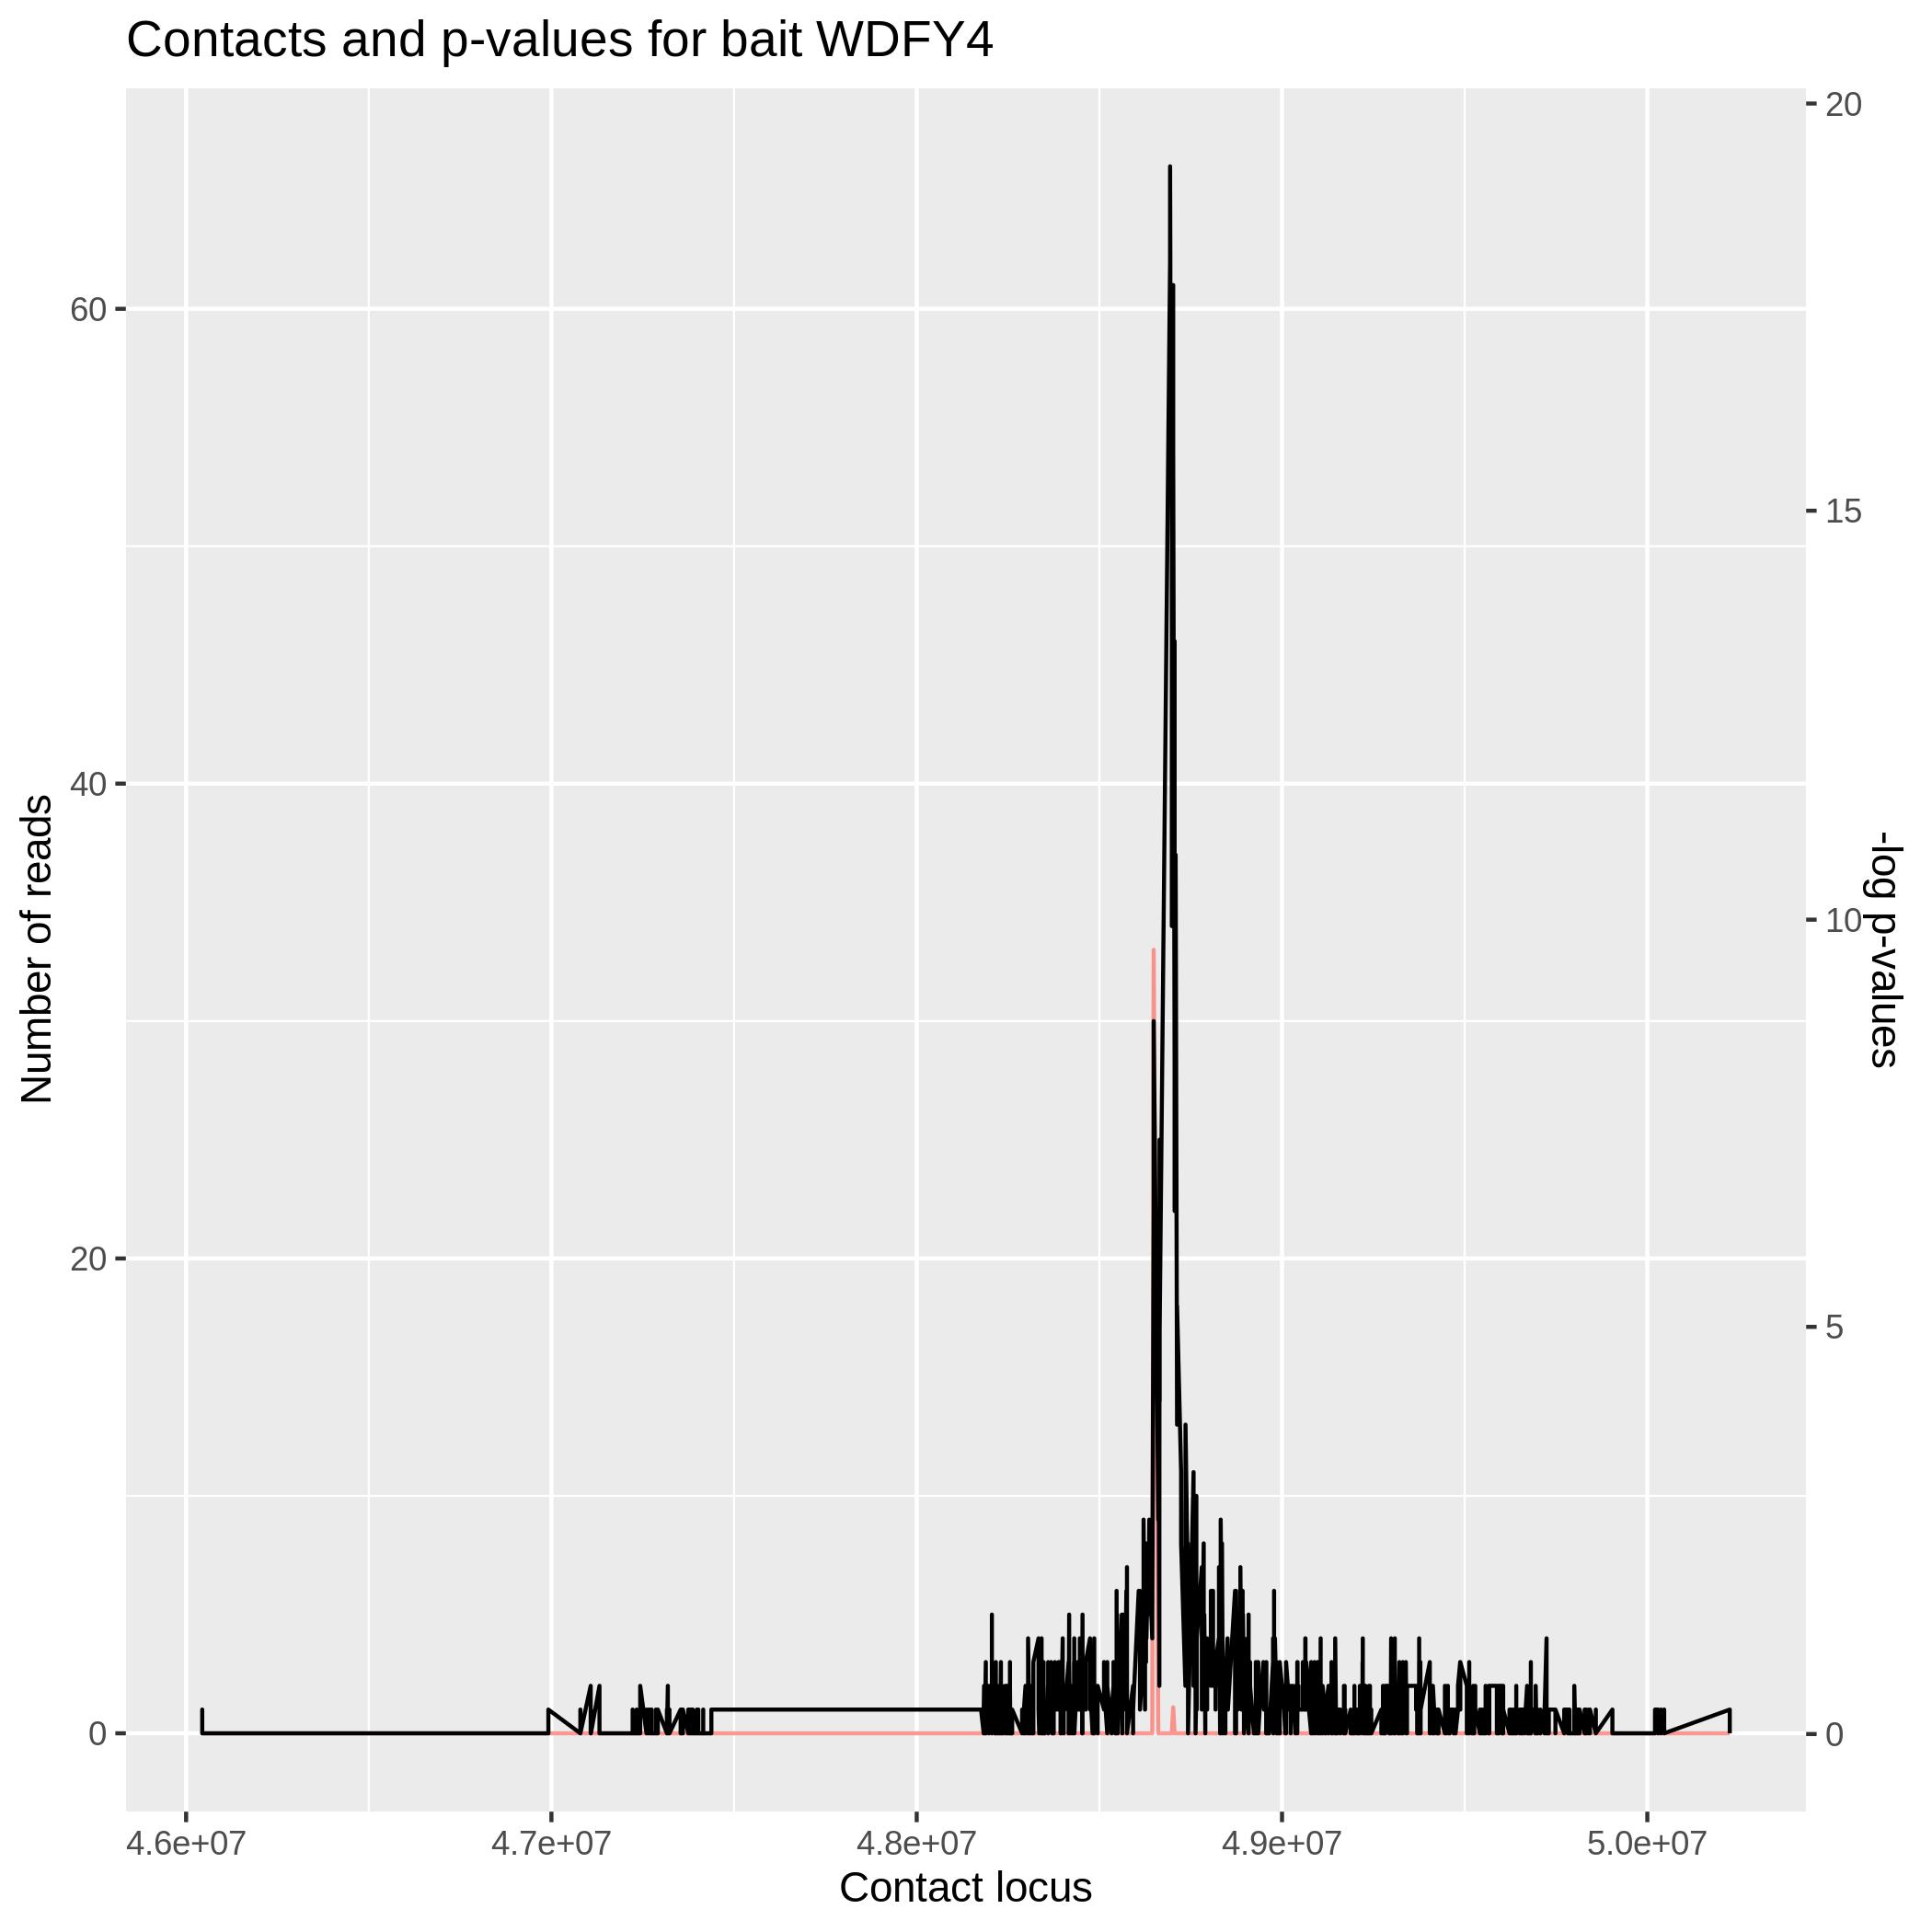 Contacts and p-values for bait WDFY4
60
40
20
0
Number of reads
20
15
10
5
0
-log p-values
4.6e+07 4.7e+07 4.8e+07 4.9e+07 5.0e+07
Contact locus